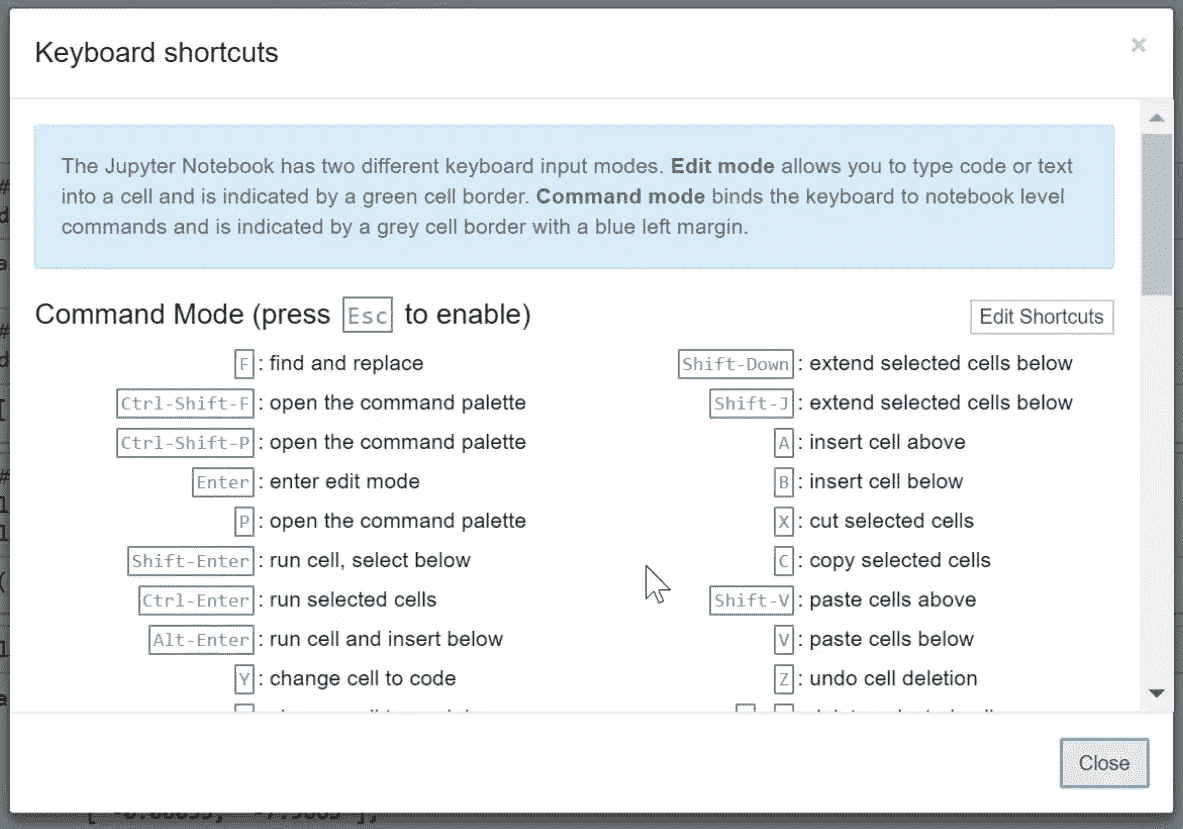 Keyboard shortcuts
×
The Jupyter Notebook has two different keyboard input modes. Edit mode allows you to type code or text
into a cell and is indicated by a green cell border. Command mode binds the keyboard to notebook level
commands and is indicated by a grey cell border with a blue left margin.
Command Mode (press Esc to enable)
Edit Shortcuts
F : find and replace
Ctrl-Shift-F : open the command palette
Ctrl-Shift-P : open the command palette
Enter : enter edit mode
P : open the command palette
Shift-Enter : run cell, select below
Ctrl-Enter : run selected cells
Alt-Enter : run cell and insert below
Y : change cell to code
Shift-Down : extend selected cells below
Shift-J : extend selected cells below
A : insert cell above
B : insert cell below
X : cut selected cells
C : copy selected cells
Shift-V : paste cells above
V : paste cells below
Z : undo cell deletion
Close